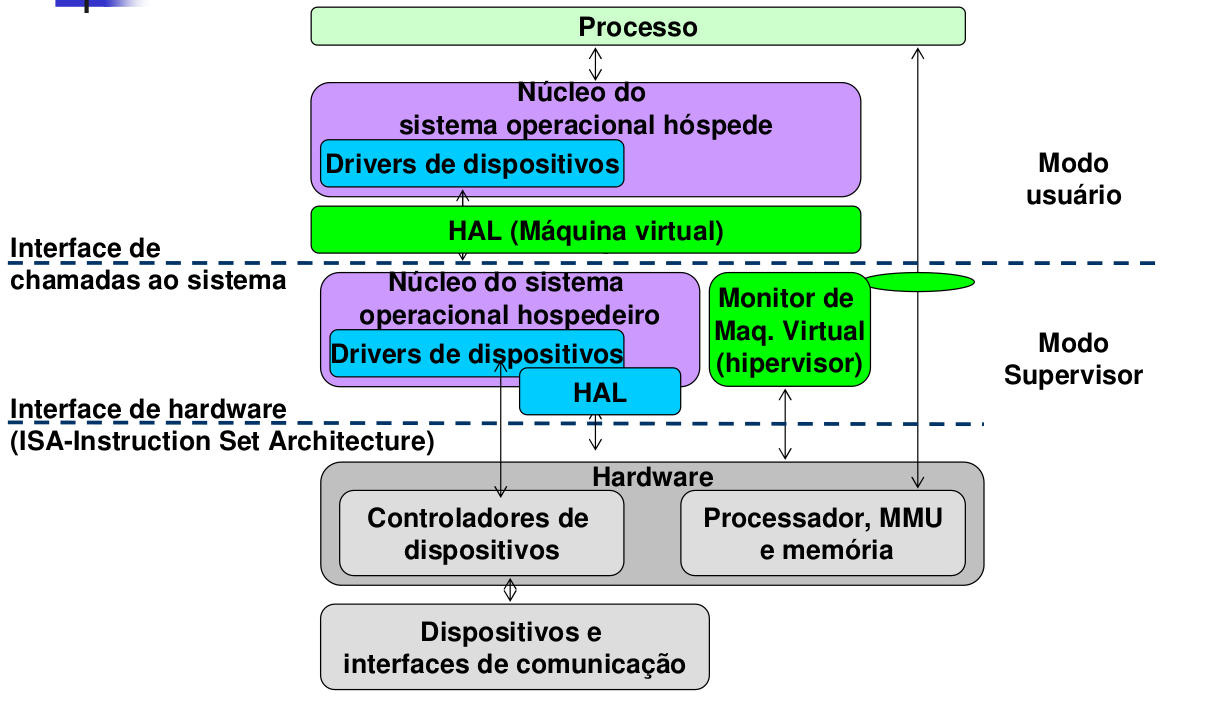 Processo
Núcleo do
sistema operacional hóspede
Drivers de dispositivos
HAL (Máquina virtual)
Modo
usuário
Interface de
chamadas ao sistema
Núcleo do sistema
operacional hospedeiro
Drivers de dispositivos
HAL
Monitor de
Maq. Virtual
(hipervisor)
Modo
Supervisor
Interface de hardware
(ISA-Instruction Set Architecture)
Hardware
Controladores de
dispositivos
Processador, MMU
e memória
Dispositivos e
interfaces de comunicação